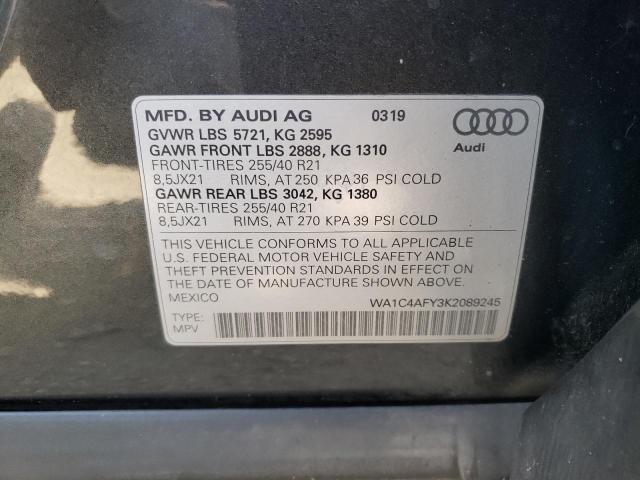 MFD. BY AUDI AG 0319
GVWR LBS 5721, KG 2595
GAWR FRONT LBS 2888, KG 1310
Audi
FRONT-TIRES 255/40 R21
8,5JX21 RIMS, AT 250 KPA 36 PSI COLD
GAWR REAR LBS 3042, KG 1380
REAR-TIRES 255/40 R21
8,5JX21 RIMS, AT 270 KPA 39 PSI COLD
THIS VEHICLE CONFORMS TO ALL APPLICABLE
U.S. FEDERAL MOTOR VEHICLE SAFETY AND
THEFT PREVENTION STANDARDS IN EFFECT ON
THE DATE OF MANUFACTURE SHOWN ABOVE.
MEXICO WA1C4AFY3K2089245
TYPE:
MPV